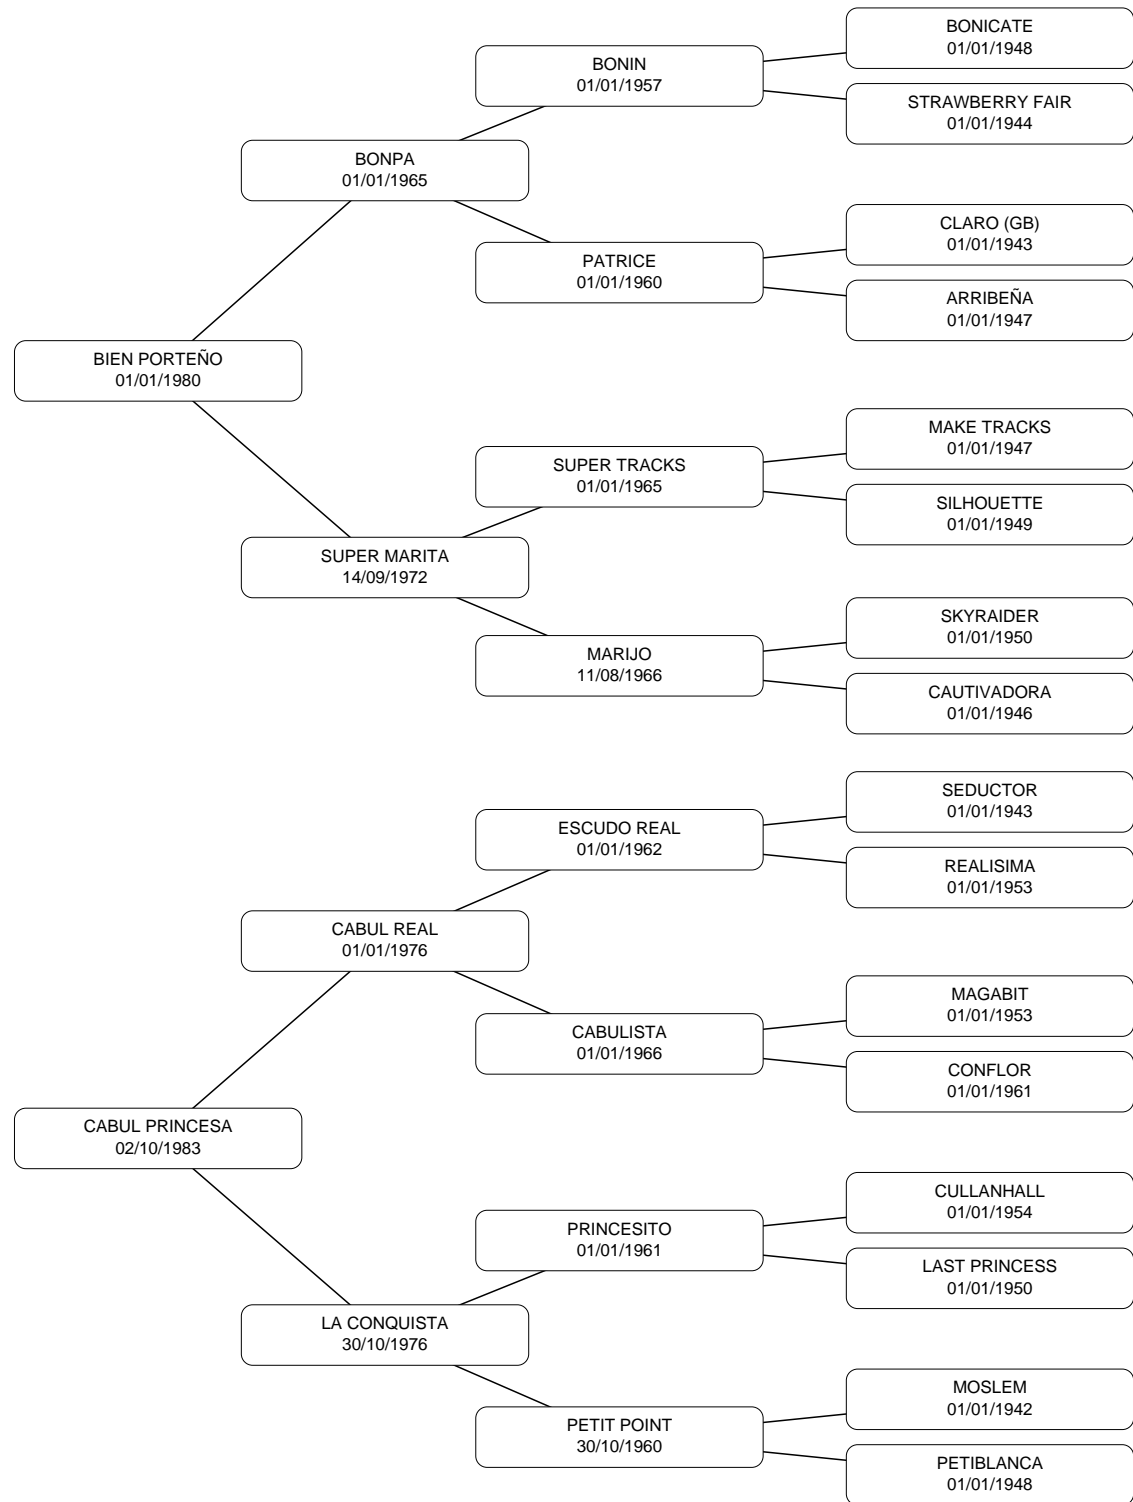 BONICATE
01/01/1948
BONIN
01/01/1957
STRAWBERRY FAIR
01/01/1944
BONPA
01/01/1965
CLARO (GB)
01/01/1943
PATRICE
01/01/1960
ARRIBEÑA
01/01/1947
BIEN PORTEÑO
01/01/1980
MAKE TRACKS
01/01/1947
SUPER TRACKS
01/01/1965
SILHOUETTE
01/01/1949
SUPER MARITA
14/09/1972
SKYRAIDER
01/01/1950
MARIJO
11/08/1966
CAUTIVADORA
01/01/1946
SEDUCTOR
01/01/1943
ESCUDO REAL
01/01/1962
REALISIMA
01/01/1953
CABUL REAL
01/01/1976
MAGABIT
01/01/1953
CABULISTA
01/01/1966
CONFLOR
01/01/1961
CABUL PRINCESA
02/10/1983
CULLANHALL
01/01/1954
PRINCESITO
01/01/1961
LAST PRINCESS
01/01/1950
LA CONQUISTA
30/10/1976
MOSLEM
01/01/1942
PETIT POINT
30/10/1960
PETIBLANCA
01/01/1948